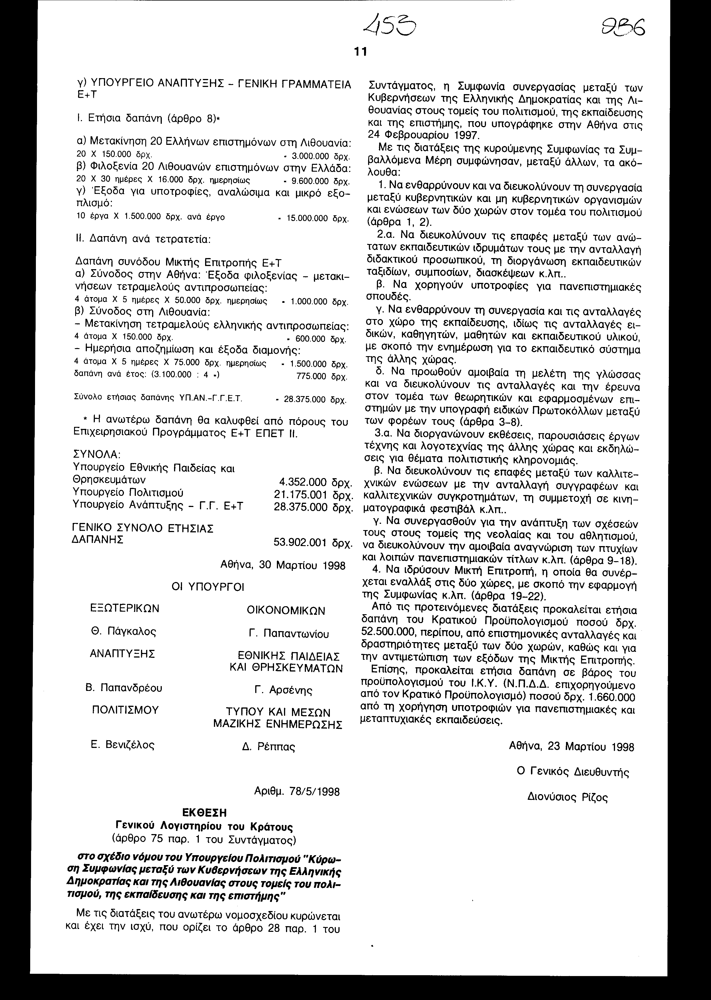 453
936
11
γ) ΥΠΟΥΡΓΕΙΟ ΑΝΑΠΤΥΞΗΣ – ΓΕΝΙΚΗ ΓΡΑΜΜΑΤΕΙΑ
Ε+Τ
Ι. Ετήσια δαπάνη (άρθρο 8)*
α) Μετακίνηση 20 Ελλήνων επιστημόνων στη Λιθουανία:
20 Χ 150.000 δρχ. - 3.000.000 δρχ.
β) Φιλοξενία 20 Λιθουανών επιστημόνων στην Ελλάδα:
20 Χ 30 ημέρες Χ 16.000 δρχ. ημερησίως - 9.600.000 δρχ.
γ) Έξοδα για υποτροφίες, αναλώσιμα και μικρό εξο-
πλισμό:
10 έργα Χ 1.500.000 δρχ. ανά έργο - 15.000.000 δρχ.
ΙΙ. Δαπάνη ανά τετρατετία:
Δαπάνη συνόδου Μικτής Επιτροπής Ε+Τ
α) Σύνοδος στην Αθήνα: Έξοδα φιλοξενίας – μετακι-
νήσεων τετραμελούς αντιπροσωπείας:
4 άτομα Χ 5 ημέρες Χ 50.000 δρχ. ημερησίως - 1.000.000 δρχ.
β) Σύνοδος στη Λιθουανία:
– Μετακίνηση τετραμελούς ελληνικής αντιπροσωπείας:
4 άτομα Χ 150.000 δρχ. - 600.000 δρχ.
– Ημερήσια αποζημίωση και έξοδα διαμονής:
4 άτομα Χ 5 ημέρες Χ 75.000 δρχ. ημερησίως - 1.500.000 δρχ.
δαπάνη ανά έτος: (3.100.000 : 4 -) 775.000 δρχ.
Σύνολο ετήσιας δαπάνης ΥΠ.ΑΝ.–Γ.Γ.Ε.Τ. - 28.375.000 δρχ.
* Η ανωτέρω δαπάνη θα καλυφθεί από πόρους του
Επιχειρησιακού Προγράμματος Ε+Τ ΕΠΕΤ ΙΙ.
ΣΥΝΟΛΑ:
Υπουργείο Εθνικής Παιδείας και
Θρησκευμάτων 4.352.000 δρχ.
Υπουργείο Πολιτισμού 21.175.001 δρχ.
Υπουργείο Ανάπτυξης – Γ.Γ. Ε+Τ 28.375.000 δρχ.
ΓΕΝΙΚΟ ΣΥΝΟΛΟ ΕΤΗΣΙΑΣ
ΔΑΠΑΝΗΣ 53.902.001 δρχ.
Αθήνα, 30 Μαρτίου 1998
ΟΙ ΥΠΟΥΡΓΟΙ
ΕΞΩΤΕΡΙΚΩΝ ΟΙΚΟΝΟΜΙΚΩΝ
Θ. Πάγκαλος Γ. Παπαντωνίου
ΑΝΑΠΤΥΞΗΣ ΕΘΝΙΚΗΣ ΠΑΙΔΕΙΑΣ
ΚΑΙ ΘΡΗΣΚΕΥΜΑΤΩΝ
Β. Παπανδρέου Γ. Αρσένης
ΠΟΛΙΤΙΣΜΟΥ ΤΥΠΟΥ ΚΑΙ ΜΕΣΩΝ
ΜΑΖΙΚΗΣ ΕΝΗΜΕΡΩΣΗΣ
Ε. Βενιζέλος Δ. Ρέππας
Αριθμ. 78/5/1998
ΕΚΘΕΣΗ
Γενικού Λογιστηρίου του Κράτους
(άρθρο 75 παρ. 1 του Συντάγματος)
στο σχέδιο νόμου του Υπουργείου Πολιτισμού "Κύρω-
ση Συμφωνίας μεταξύ των Κυβερνήσεων της Ελληνικής
Δημοκρατίας και της Λιθουανίας στους τομείς του πολι-
τισμού, της εκπαίδευσης και της επιστήμης"
Με τις διατάξεις του ανωτέρω νομοσχεδίου κυρώνεται
και έχει την ισχύ, που ορίζει το άρθρο 28 παρ. 1 του
Συντάγματος, η Συμφωνία συνεργασίας μεταξύ των
Κυβερνήσεων της Ελληνικής Δημοκρατίας και της Λι-
θουανίας στους τομείς του πολιτισμού, της εκπαίδευσης
και της επιστήμης, που υπογράφηκε στην Αθήνα στις
24 Φεβρουαρίου 1997.
Με τις διατάξεις της κυρούμενης Συμφωνίας τα Συμ-
βαλλόμενα Μέρη συμφώνησαν, μεταξύ άλλων, τα ακό-
λουθα:
1. Να ενθαρρύνουν και να διευκολύνουν τη συνεργασία
μεταξύ κυβερνητικών και μη κυβερνητικών οργανισμών
και ενώσεων των δύο χωρών στον τομέα του πολιτισμού
(άρθρα 1, 2).
2.α. Να διευκολύνουν τις επαφές μεταξύ των ανώ-
τατων εκπαιδευτικών ιδρυμάτων τους με την ανταλλαγή
διδακτικού προσωπικού, τη διοργάνωση εκπαιδευτικών
ταξιδίων, συμποσίων, διασκέψεων κ.λπ..
β. Να χορηγούν υποτροφίες για πανεπιστημιακές
σπουδές.
γ. Να ενθαρρύνουν τη συνεργασία και τις ανταλλαγές
στο χώρο της εκπαίδευσης, ιδίως τις ανταλλαγές ει-
δικών, καθηγητών, μαθητών και εκπαιδευτικού υλικού,
με σκοπό την ενημέρωση για το εκπαιδευτικό σύστημα
της άλλης χώρας.
δ. Να προωθούν αμοιβαία τη μελέτη της γλώσσας
και να διευκολύνουν τις ανταλλαγές και την έρευνα
στον τομέα των θεωρητικών και εφαρμοσμένων επι-
στημών με την υπογραφή ειδικών Πρωτοκόλλων μεταξύ
των φορέων τους (άρθρα 3–8).
3.α. Να διοργανώνουν εκθέσεις, παρουσιάσεις έργων
τέχνης και λογοτεχνίας της άλλης χώρας και εκδηλώ-
σεις για θέματα πολιτιστικής κληρονομιάς.
β. Να διευκολύνουν τις επαφές μεταξύ των καλλιτε-
χνικών ενώσεων με την ανταλλαγή συγγραφέων και
καλλιτεχνικών συγκροτημάτων, τη συμμετοχή σε κινη-
ματογραφικά φεστιβάλ κ.λπ..
γ. Να συνεργασθούν για την ανάπτυξη των σχέσεών
τους στους τομείς της νεολαίας και του αθλητισμού,
να διευκολύνουν την αμοιβαία αναγνώριση των πτυχίων
και λοιπών πανεπιστημιακών τίτλων κ.λπ. (άρθρα 9–18).
4. Να ιδρύσουν Μικτή Επιτροπή, η οποία θα συνέρ-
χεται εναλλάξ στις δύο χώρες, με σκοπό την εφαρμογή
της Συμφωνίας κ.λπ. (άρθρα 19–22).
Από τις προτεινόμενες διατάξεις προκαλείται ετήσια
δαπάνη του Κρατικού Προϋπολογισμού ποσού δρχ.
52.500.000, περίπου, από επιστημονικές ανταλλαγές και
δραστηριότητες μεταξύ των δύο χωρών, καθώς και για
την αντιμετώπιση των εξόδων της Μικτής Επιτροπής.
Επίσης, προκαλείται ετήσια δαπάνη σε βάρος του
προϋπολογισμού του Ι.Κ.Υ. (Ν.Π.Δ.Δ. επιχορηγούμενο
από τον Κρατικό Προϋπολογισμό) ποσού δρχ. 1.660.000
από τη χορήγηση υποτροφιών για πανεπιστημιακές και
μεταπτυχιακές εκπαιδεύσεις.
Αθήνα, 23 Μαρτίου 1998
Ο Γενικός Διευθυντής
Διονύσιος Ρίζος